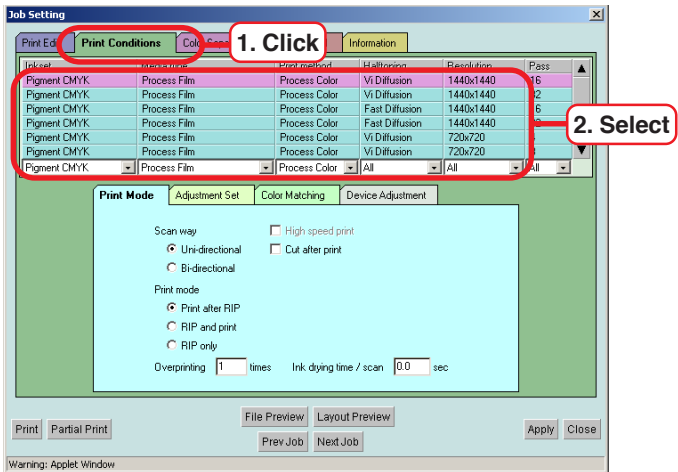 Job Setting
Print Edit Print Conditions Color Sepa 1. Click Information
Inkset Media type Print method Halftoning Resolution Pass
Pigment CMYK Process Film Process Color Vi Diffusion 1440x1440 16
Pigment CMYK Process Film Process Color Vi Diffusion 1440x1440 32
Pigment CMYK Process Film Process Color Fast Diffusion 1440x1440 16
Pigment CMYK Process Film Process Color Fast Diffusion 1440x1440
2. Select
Pigment CMYK Process Film Process Color Vi Diffusion 720x720
Pigment CMYK Process Film Process Color Vi Diffusion 720x720
Pigment CMYK Process Film Process Color All All All
Print Mode Adjustment Set Color Matching Device Adjustment
Scan way High speed print
Uni-directional Cut after print
Bi-directional
Print mode
Print after RIP
RIP and print
RIP only
Overprinting 1 times Ink drying time / scan 0.0 sec
File Preview Layout Preview
Print Partial Print Apply Close
Prev Job Next Job
Warning: Applet Window